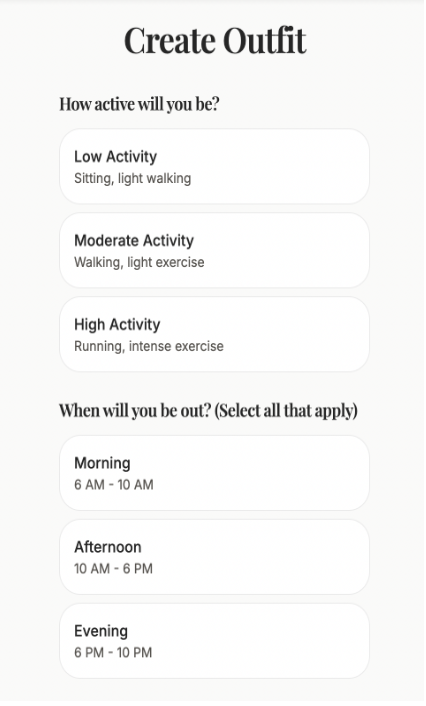 Create Outfit
How active will you be?
Low Activity
Sitting, light walking
Moderate Activity
Walking, light exercise
High Activity
Running, intense exercise
When will you be out? (Select all that apply)
Morning
6 AM - 10 AM
Afternoon
10 AM - 6 PM
Evening
6 PM - 10 PM